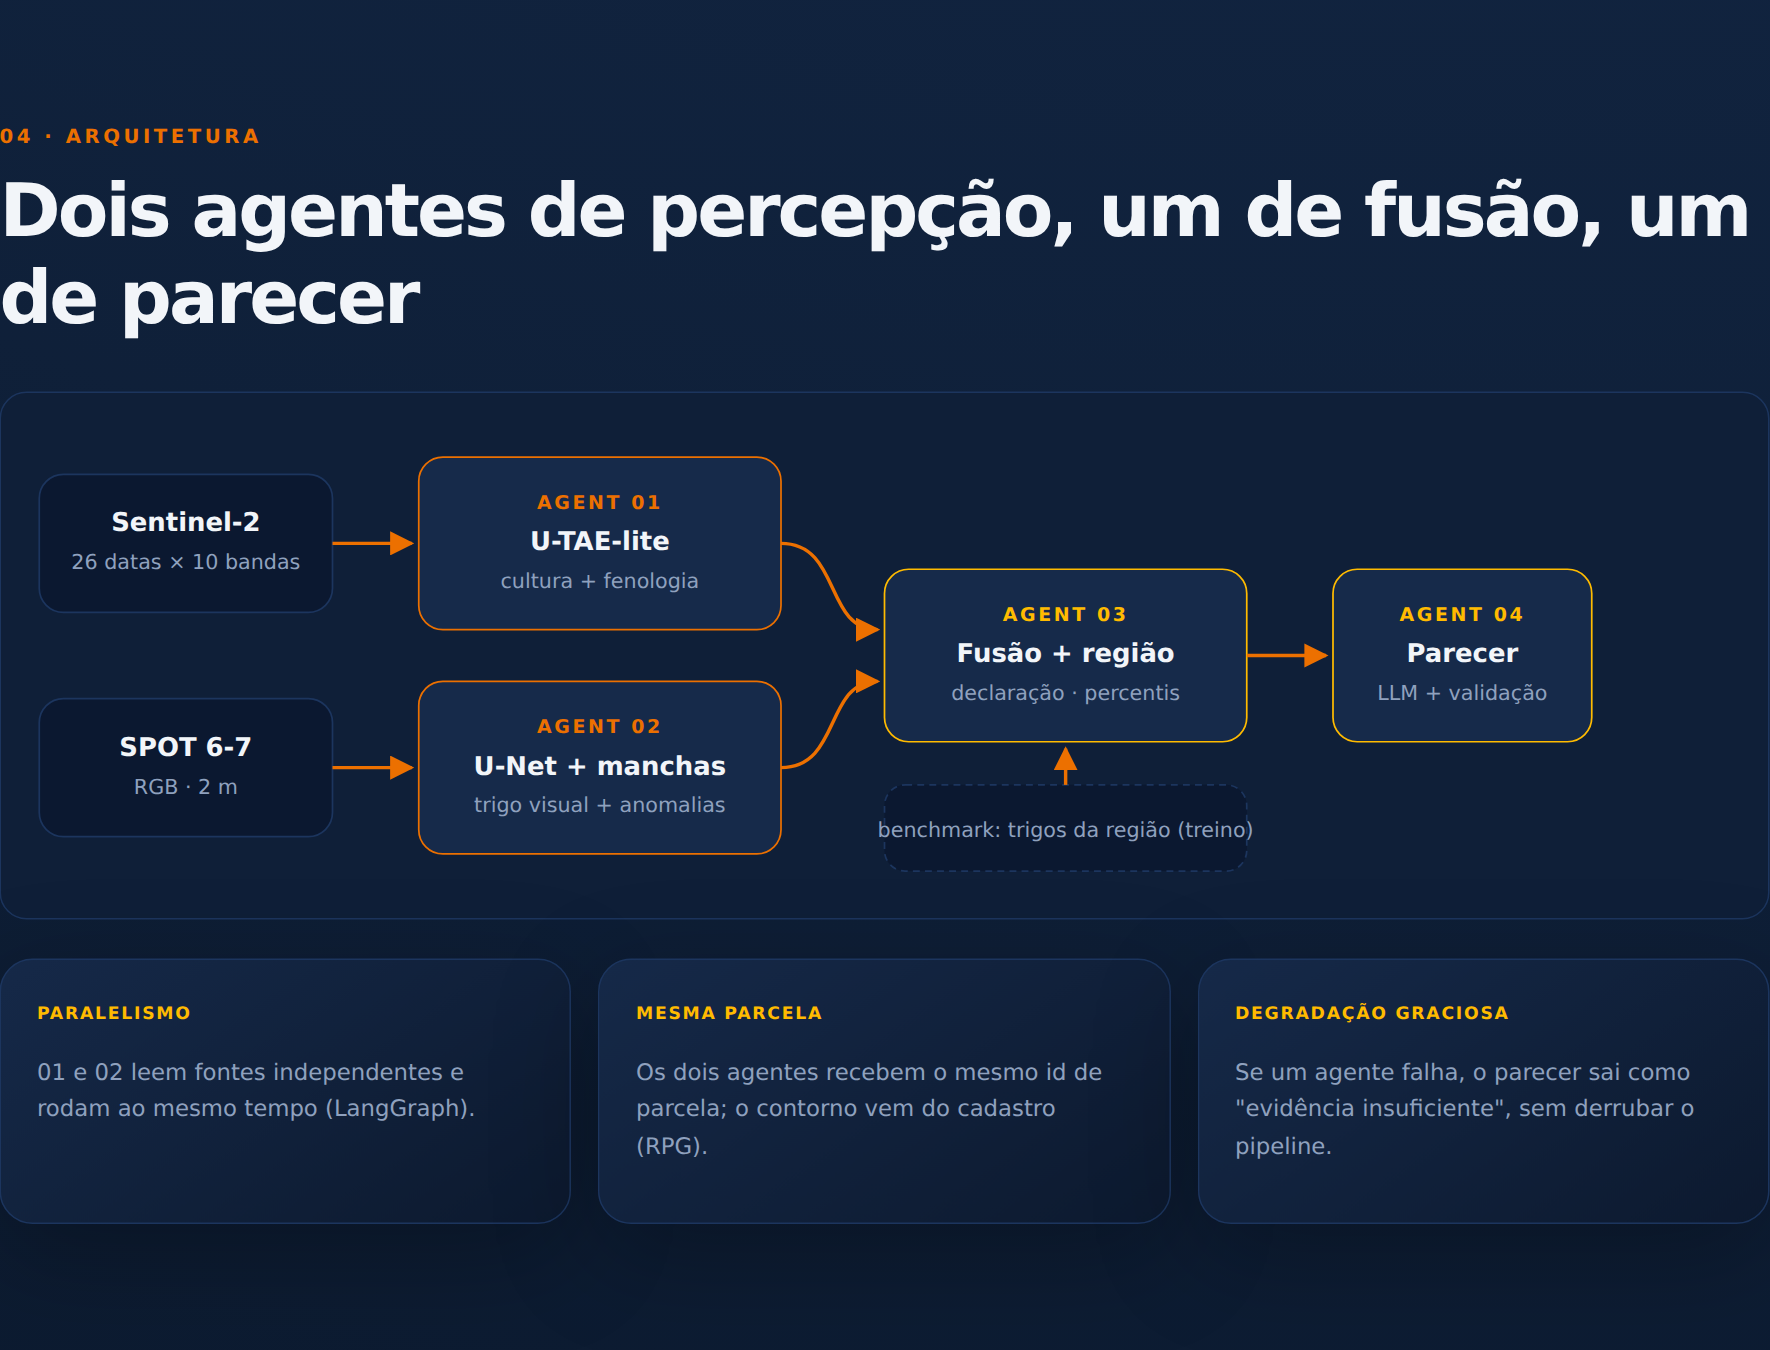 04 · ARQUITETURA
Dois agentes de percepção, um de fusão, um
de parecer
Sentinel-2
26 datas × 10 bandas
AGENT 01
U-TAE-lite
cultura + fenologia
SPOT 6-7
RGB · 2 m
AGENT 02
U-Net + manchas
trigo visual + anomalias
AGENT 03
Fusão + região
declaração · percentis
benchmark: trigos da região (treino)
AGENT 04
Parecer
LLM + validação
PARALELISMO
01 e 02 leem fontes independentes e
rodam ao mesmo tempo (LangGraph).
MESMA PARCELA
Os dois agentes recebem o mesmo id de
parcela; o contorno vem do cadastro
(RPG).
DEGRADAÇÃO GRACIOSA
Se um agente falha, o parecer sai como
"evidência insuficiente", sem derrubar o
pipeline.